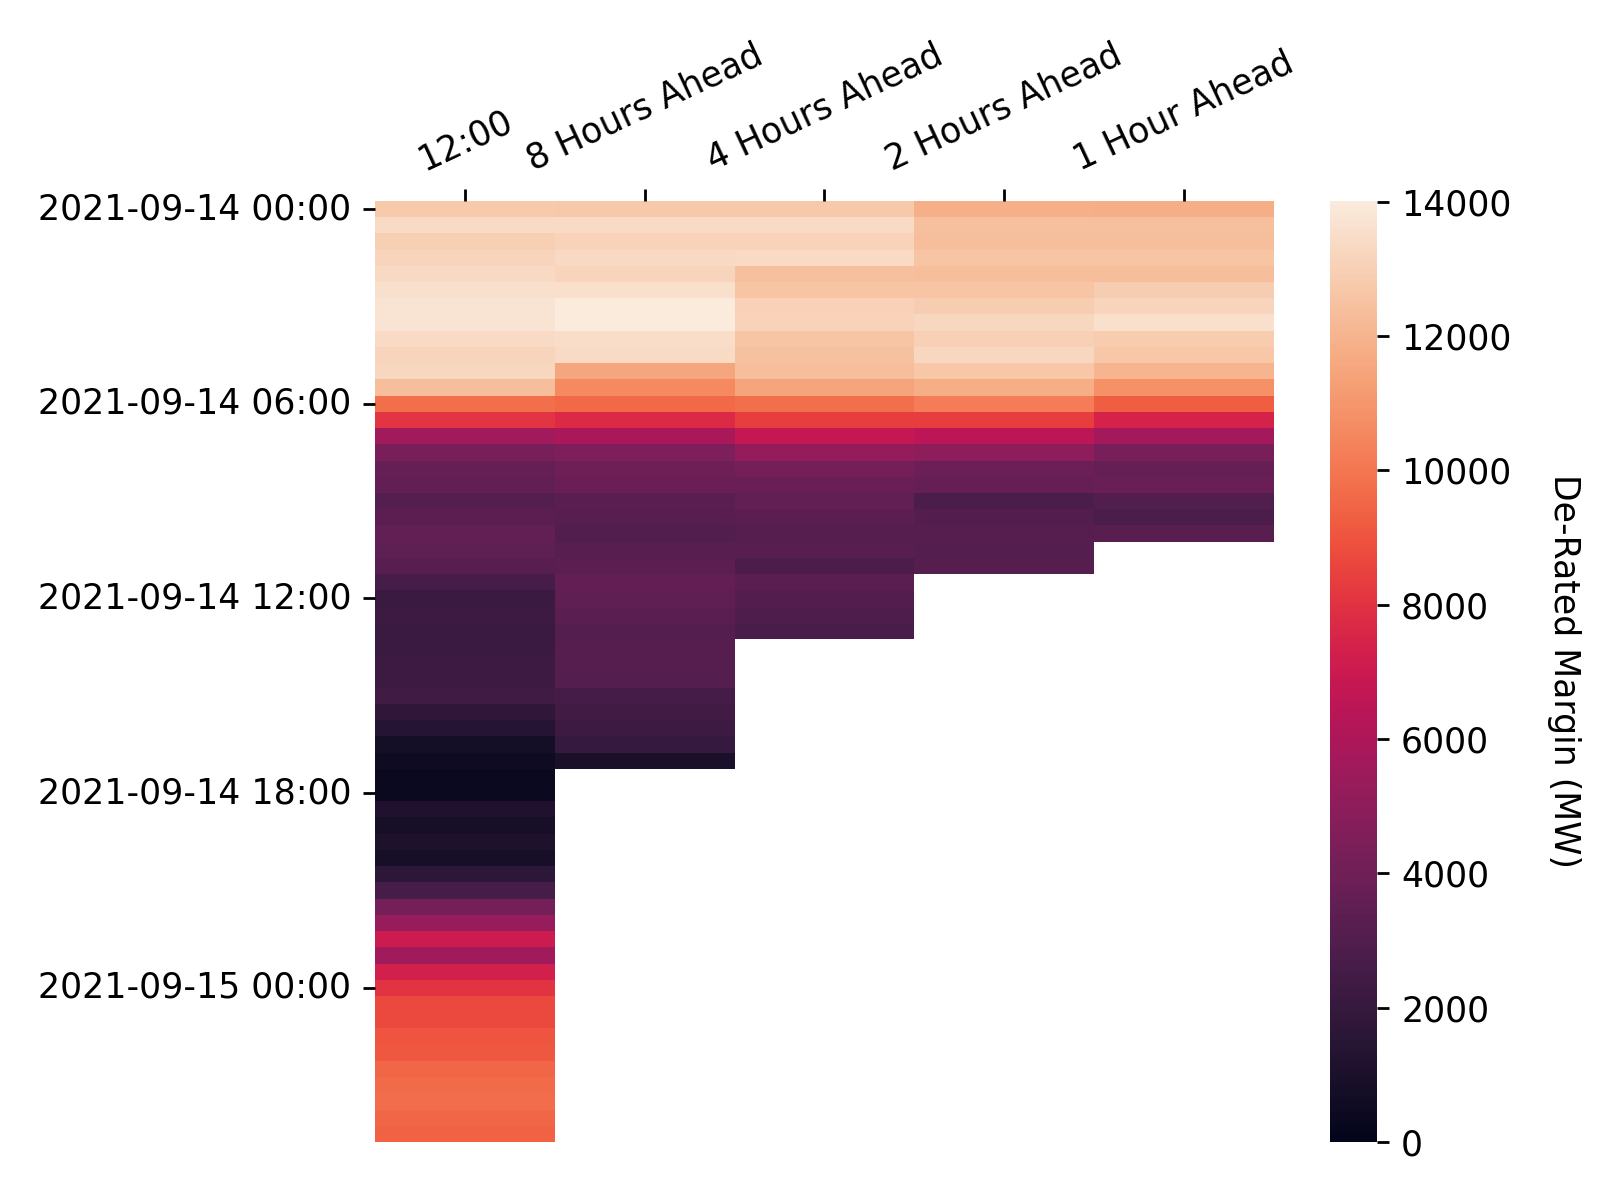 12:00
8 Hours Ahead
4 Hours Ahead
2 Hours Ahead
1 Hour Ahead
2021-09-14 00:00
2021-09-14 06:00
2021-09-14 12:00
2021-09-14 18:00
2021-09-15 00:00
14000
12000
10000
8000
6000
4000
2000
0
De-Rated Margin (MW)